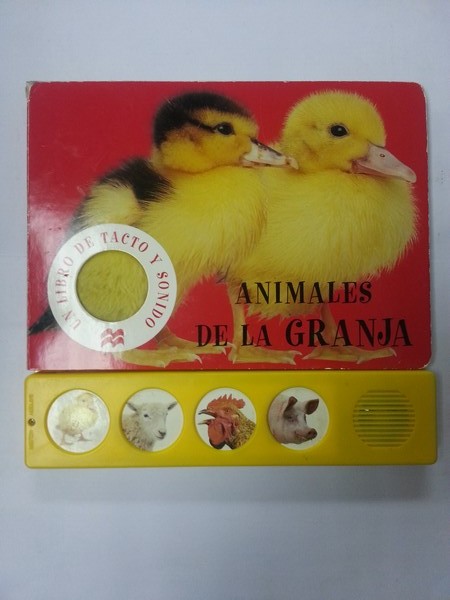 UN LIBRO DE TACTO Y SONIDO
ANIMALES
DE LA GRANJA